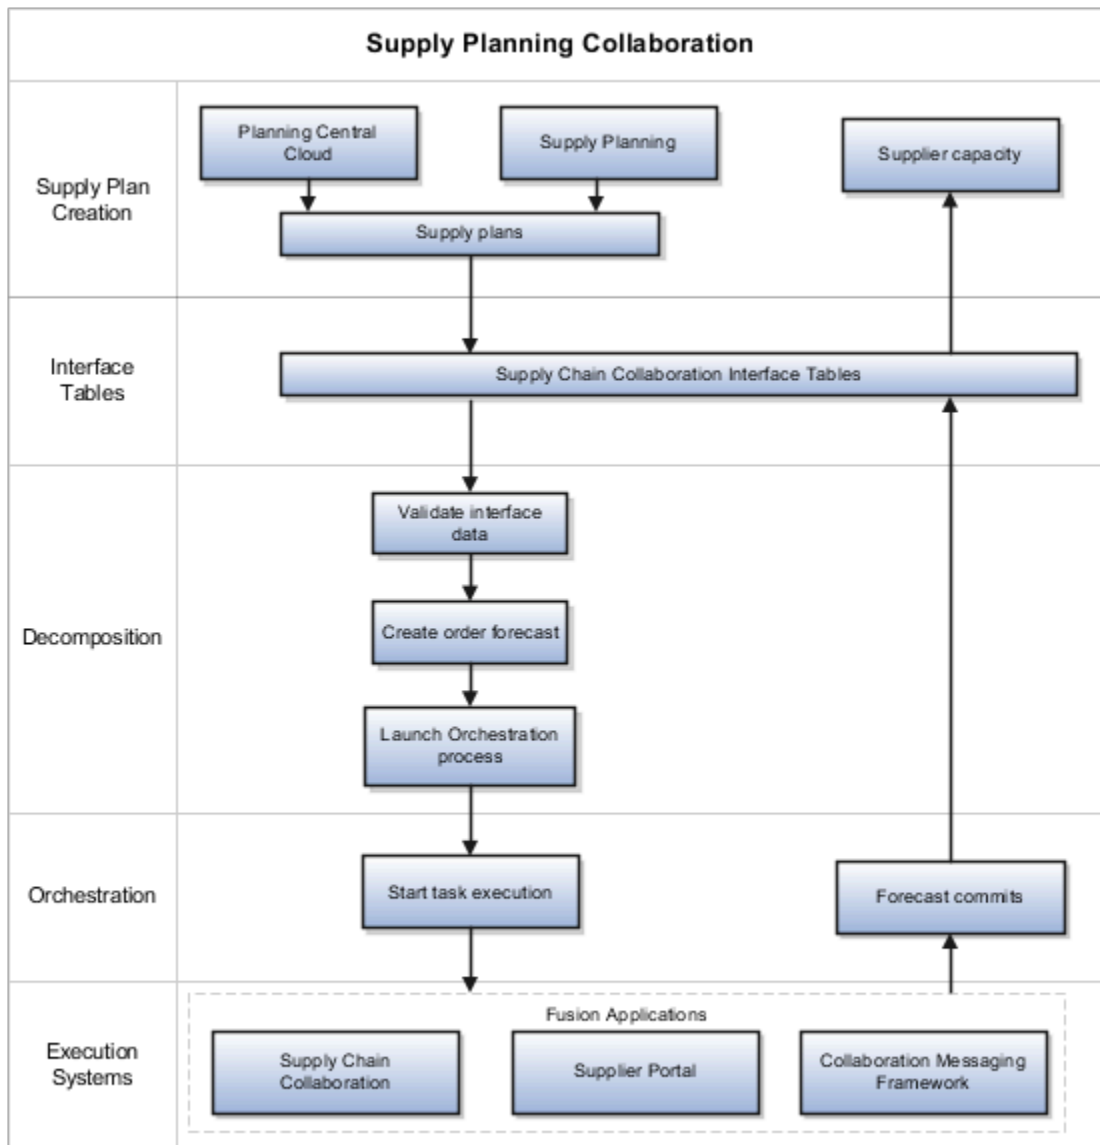 Supply Planning Collaboration
Supply Plan
Creation
Planning Central
Cloud
Supply Planning
Supplier capacity
Supply plans
Interface
Tables
Supply Chain Collaboration Interface Tables
Decomposition
Validate interface
data
Create order forecast
Launch Orchestration
process
Orchestration
Start task execution
Forecast commits
Execution
Systems
Fusion Applications
Supply Chain
Collaboration
Supplier Portal
Collaboration Messaging
Framework